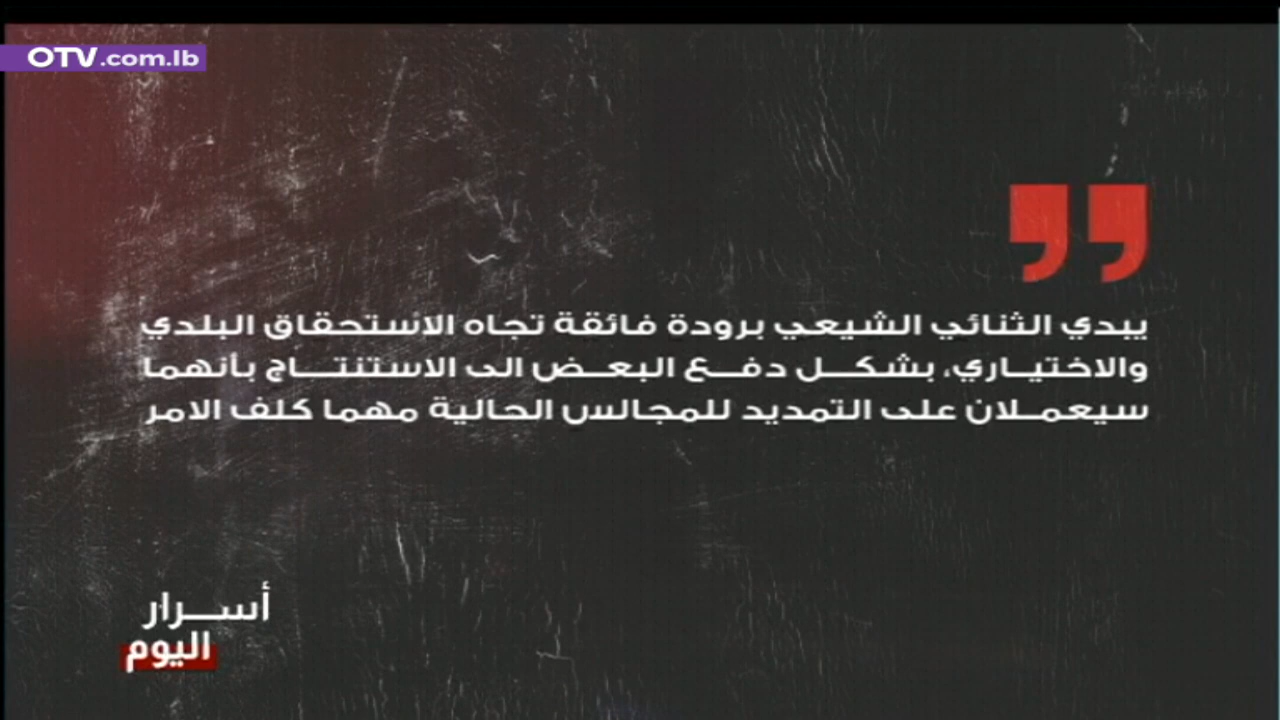 OTV.com.lb
يبدي الثنائي الشيعي برودة فائقة تجاه الاستحقاق البلدي
والاختياري، بشكل دفع البعض الى الاستنتاج بأنهما
سيعملان على التمديد للمجالس الحالية مهما كلف الامر
أسرار
اليوم